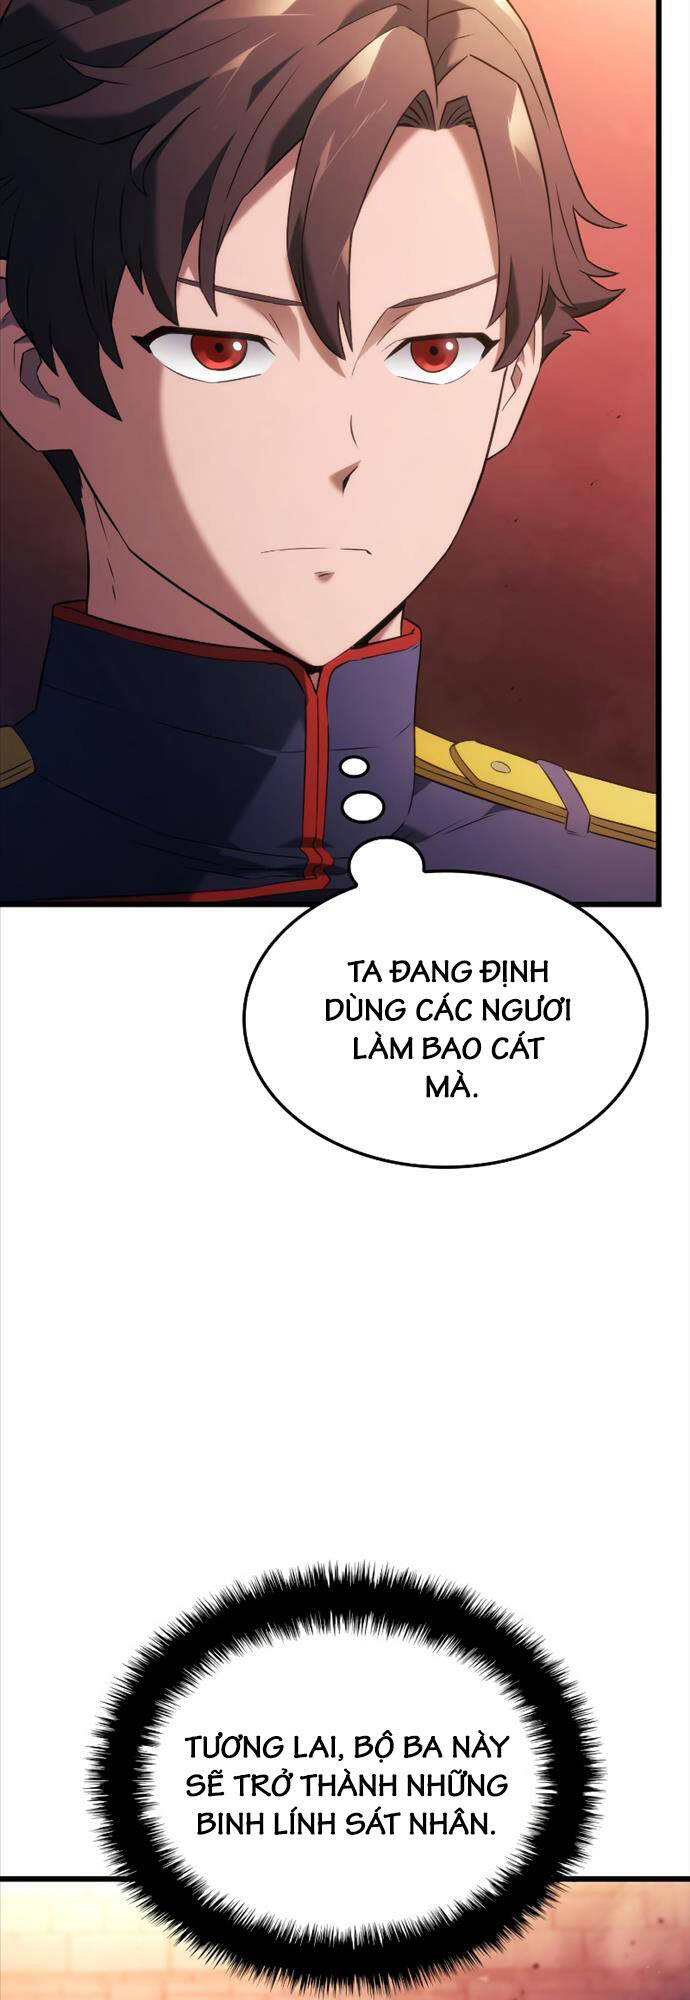 TA ĐANG ĐỊNH
DÙNG CÁC NGƯƠI
LÀM BAO CÁT
MÀ.
TƯƠNG LAI, BỘ BA NÀY
SẼ TRỞ THÀNH NHỮNG
BINH LÍNH SÁT NHÂN.